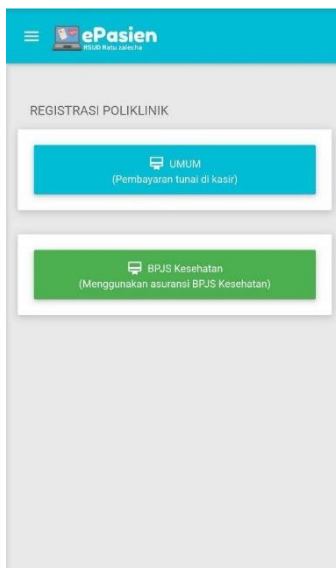 ePasien
RSUD Ratu zalecha
REGISTRASI POLIKLINIK
UMUM
(Pembayaran tunai di kasir)
BPJS Kesehatan
(Menggunakan asuransi BPJS Kesehatan)